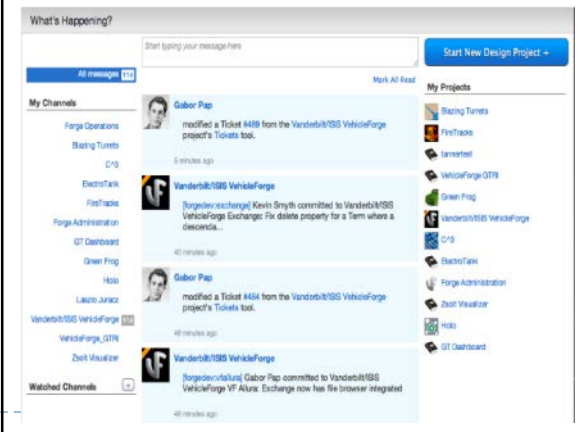 What's Happening?
Start typing your message here
Start New Design Project +
All messages 114
Mark All Read
My Channels
Forge Operations
Blazing Turrets
C^3
ElectroTank
FireTracks
Forge Administration
GT Dashboard
Green Frog
Holo
Laszlo Juracz
Vanderbilt/ISIS VehicleForge 114
VehicleForge_GTRI
Zsolt Visualizer
Watched Channels +
Gabor Pap
modified a Ticket #489 from the Vanderbilt/ISIS VehicleForge
project's Tickets tool.
5 minutes ago
Vanderbilt/ISIS VehicleForge
[forgedev:exchange] Kevin Smyth committed to Vanderbilt/ISIS
VehicleForge Exchange: Fix delete property for a Term where a
descenda...
40 minutes ago
Gabor Pap
modified a Ticket #464 from the Vanderbilt/ISIS VehicleForge
project's Tickets tool.
48 minutes ago
Vanderbilt/ISIS VehicleForge
[forgedev:vfallura] Gabor Pap committed to Vanderbilt/ISIS
VehicleForge VF Allura: Exchange now has file browser integrated
48 minutes ago
My Projects
Blazing Turrets
FireTracks
tannertest
VehicleForge GTRI
Green Frog
Vanderbilt/ISIS VehicleForge
C^3
ElectroTank
Forge Administration
Zsolt Visualizer
Holo
GT Dashboard